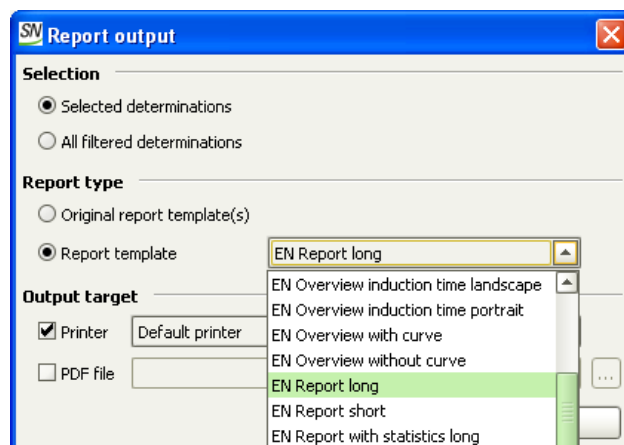 SN Report output
Selection
Selected determinations
All filtered determinations
Report type
Original report template(s)
Report template EN Report long
EN Overview induction time landscape
EN Overview induction time portrait
Output target
EN Overview with curve
Printer Default printer
EN Overview without curve
PDF file ...
EN Report long
EN Report short
EN Report with statistics long